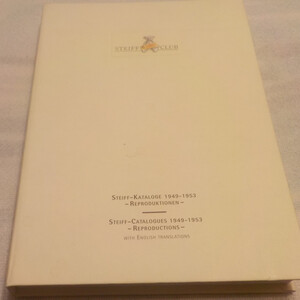 STEIFF CLUB
STEIFF-KATALOGE 1949-1953
- REPRODUKTIONEN -
STEIFF-CATALOGUES 1949-1953
- REPRODUCTIONS -
WITH ENGLISH TRANSLATIONS